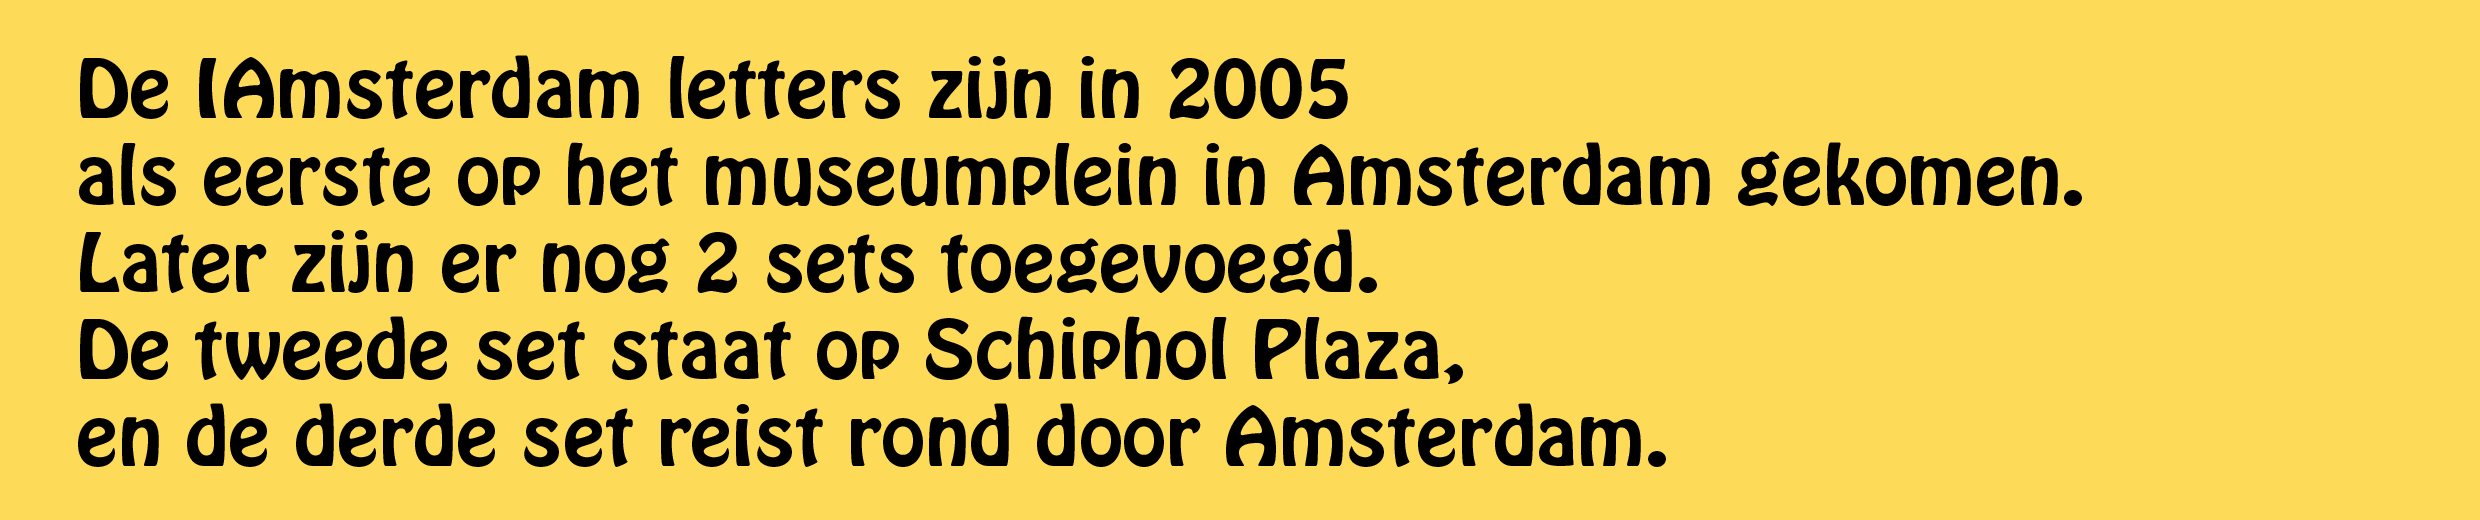 De IAmsterdam letters zijn in 2005
als eerste op het museumplein in Amsterdam gekomen.
Later zijn er nog 2 sets toegevoegd.
De tweede set staat op Schiphol Plaza,
en de derde set reist rond door Amsterdam.